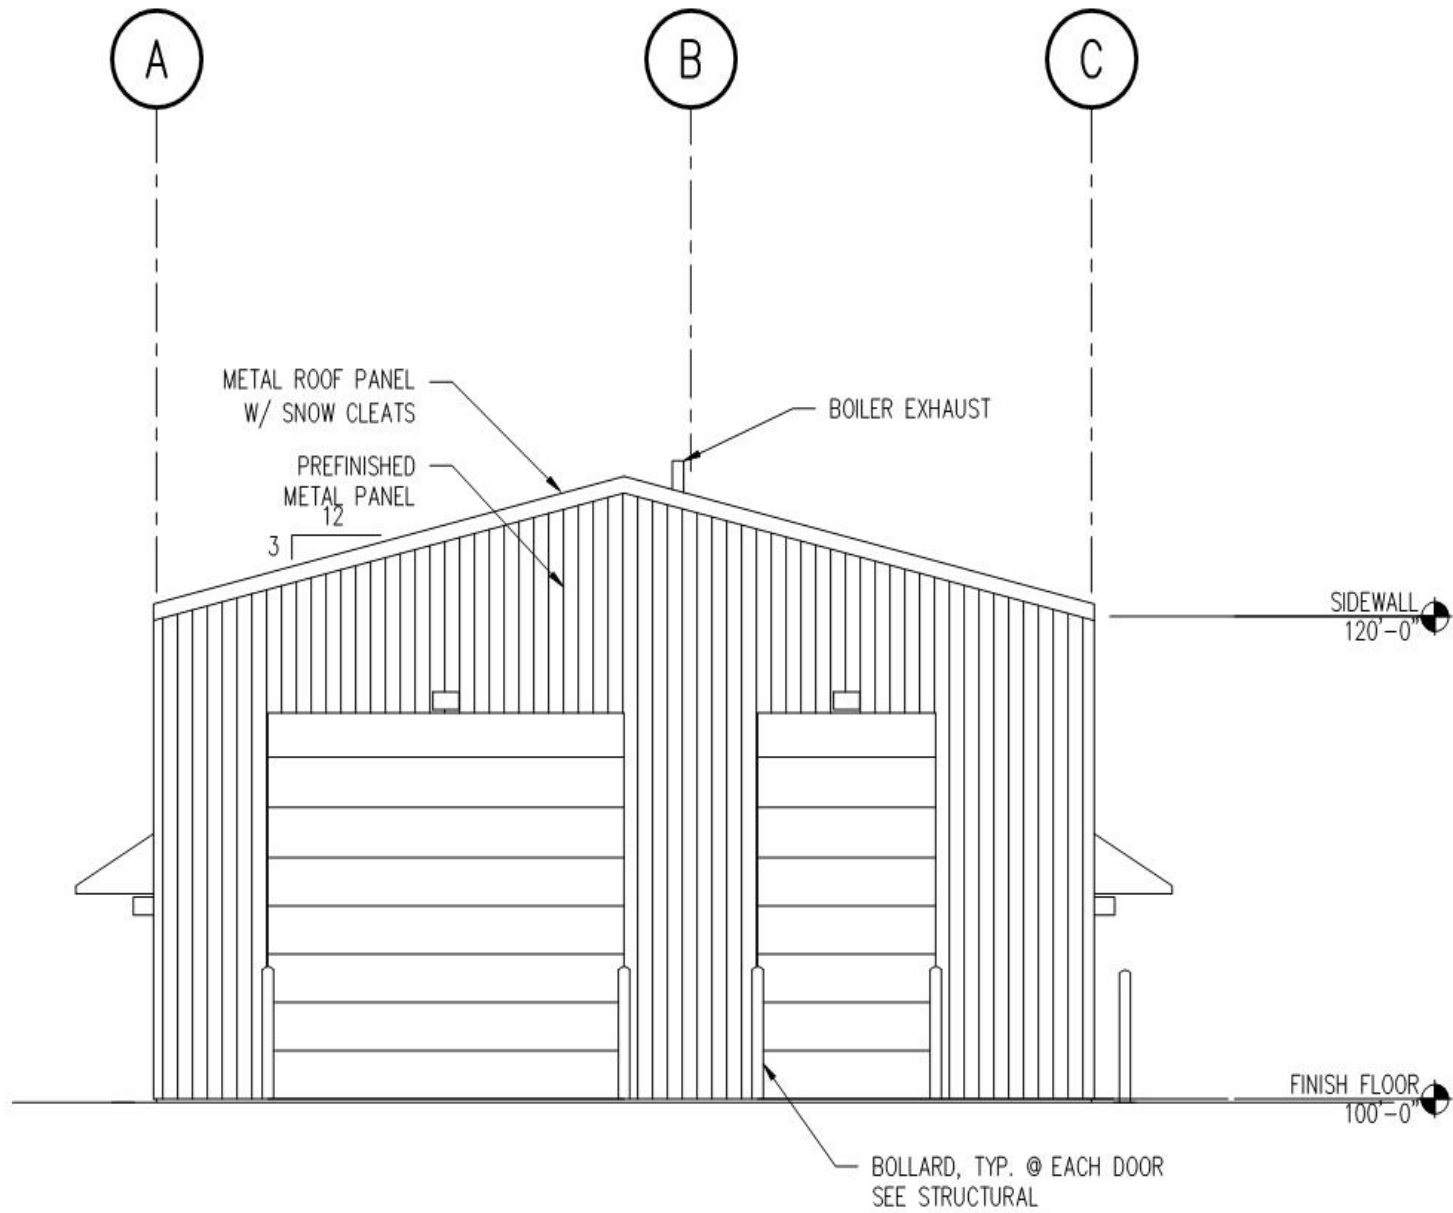 A
B
C
METAL ROOF PANEL
W/ SNOW CLEATS
BOILER EXHAUST
PREFINISHED
METAL PANEL
12
3
SIDEWALL
120'-0"
FINISH FLOOR
100'-0"
BOLLARD, TYP. @ EACH DOOR
SEE STRUCTURAL